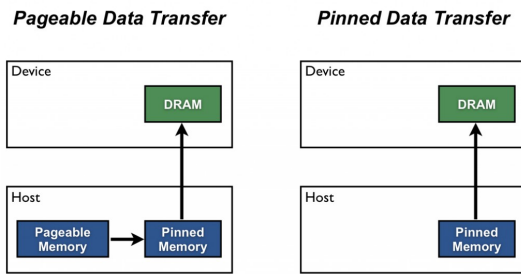 Pageable Data Transfer
Device
DRAM
Host
Pageable
Memory
Pinned
Memory
Pinned Data Transfer
Device
DRAM
Host
Pinned
Memory